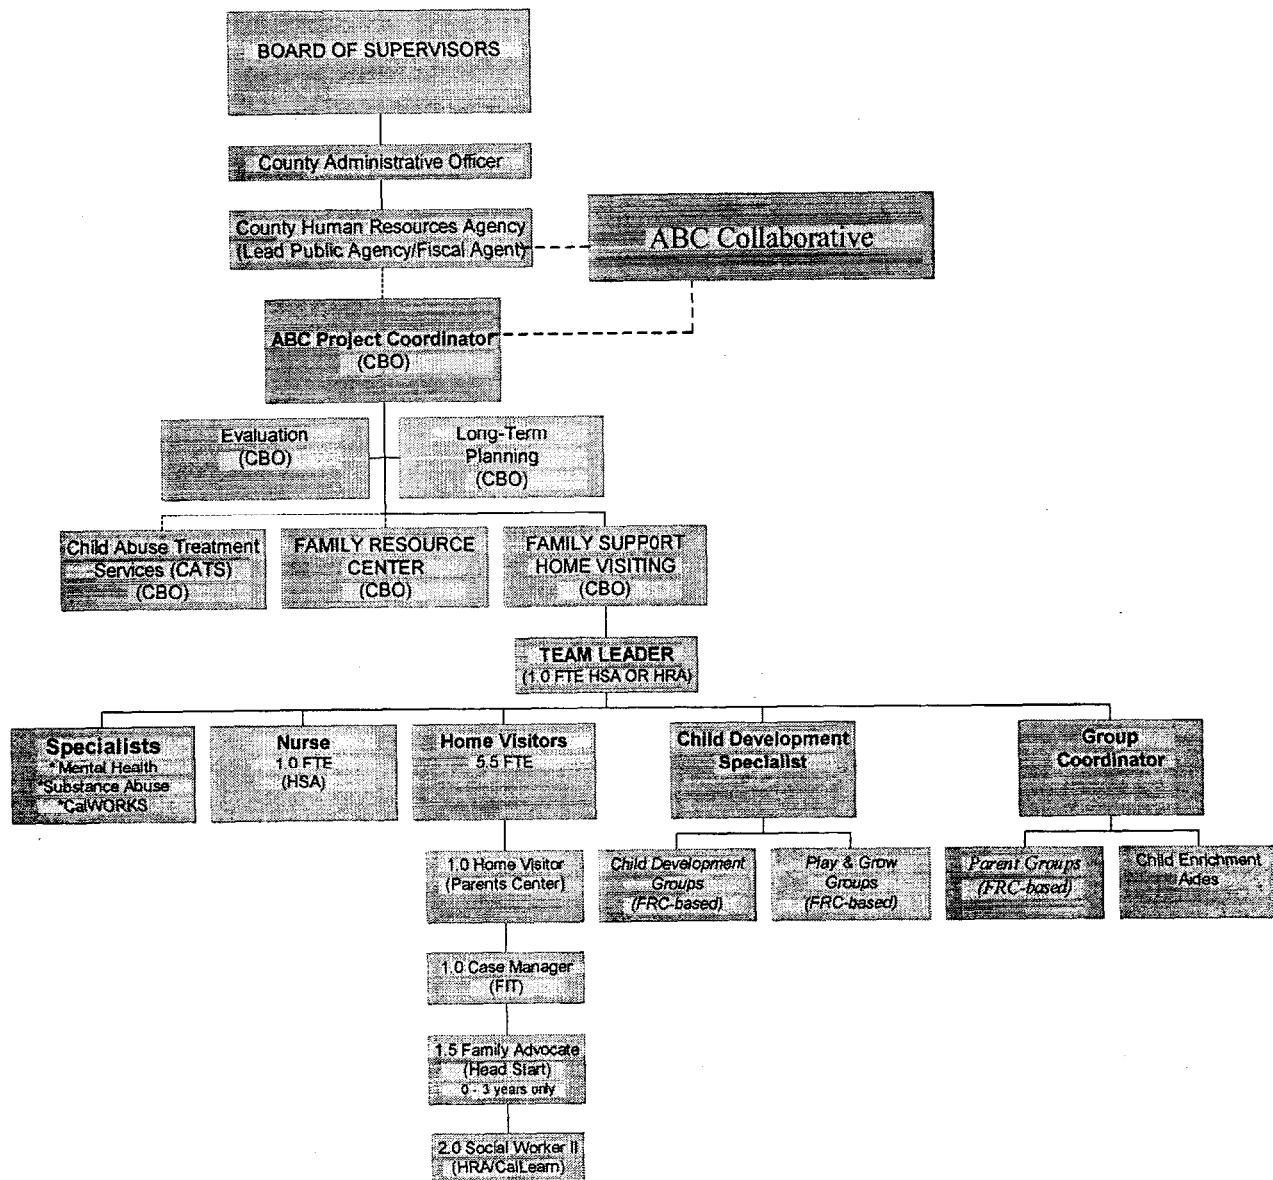 BOARD OF SUPERVISORS
County Administrative Officer
County Human Resources Agency
(Lead Public Agency/Fiscal Agent)
ABC Collaborative
ABC Project Coordinator
(CBO)
Evaluation
(CBO)
Long-Term
Planning
(CBO)
Child Abuse Treatment
Services (CATS)
(CBO)
FAMILY RESOURCE
CENTER
(CBO)
FAMILY SUPPORT
HOME VISITING
(CBO)
TEAM LEADER
(1.0 FTE HSA OR HRA)
Specialists
*Mental Health
*Substance Abuse
*CalWORKS
Nurse
1.0 FTE
(HSA)
Home Visitors
5.5 FTE
Child Development
Specialist
Group
Coordinator
1.0 Home Visitor
(Parents Center)
Child Development
Groups
(FRC-based)
Play & Grow
Groups
(FRC-based)
Parent Groups
(FRC-based)
Child Enrichment
Aides
1.0 Case Manager
(FIT)
1.5 Family Advocate
(Head Start)
0 - 3 years only
2.0 Social Worker II
(HRA/CalLearn)